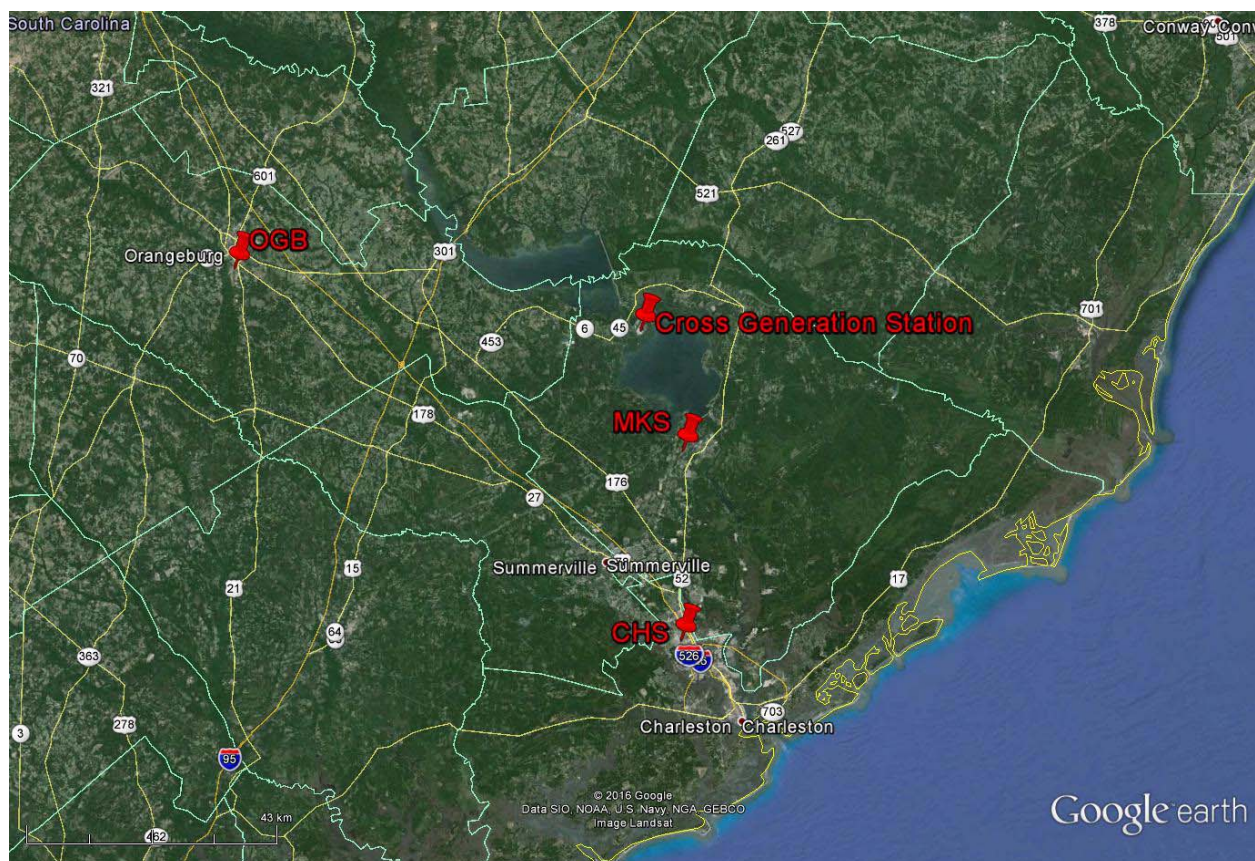 South Carolina
378
Conway
501
321
527
261
601
521
OGB
Orangeburg
301
Cross Generation Station
6
45
701
453
70
178
MKS
176
27
Summerville
Summerville
52
17
15
21
CHS
64
526
363
703
Charleston
Charleston
278
3
95
© 2016 Google
Data SIO, NOAA, U.S. Navy, NGA, GEBCO
Image Landsat
43 km
462
Google earth